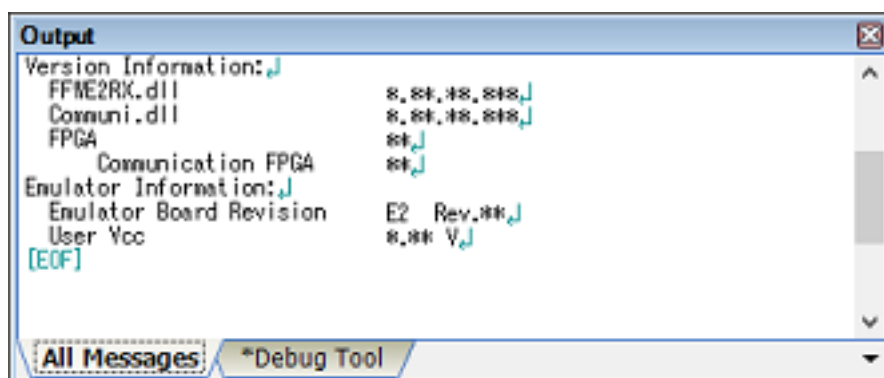 Output
Version Information:↲
FFWE2RX.dll *.**.**.***↲
Communi.dll *.**.**.***↲
FPGA **↲
Communication FPGA **↲
Emulator Information:↲
Emulator Board Revision E2 Rev.**↲
User Vcc *.** V↲
[EOF]
All Messages *Debug Tool